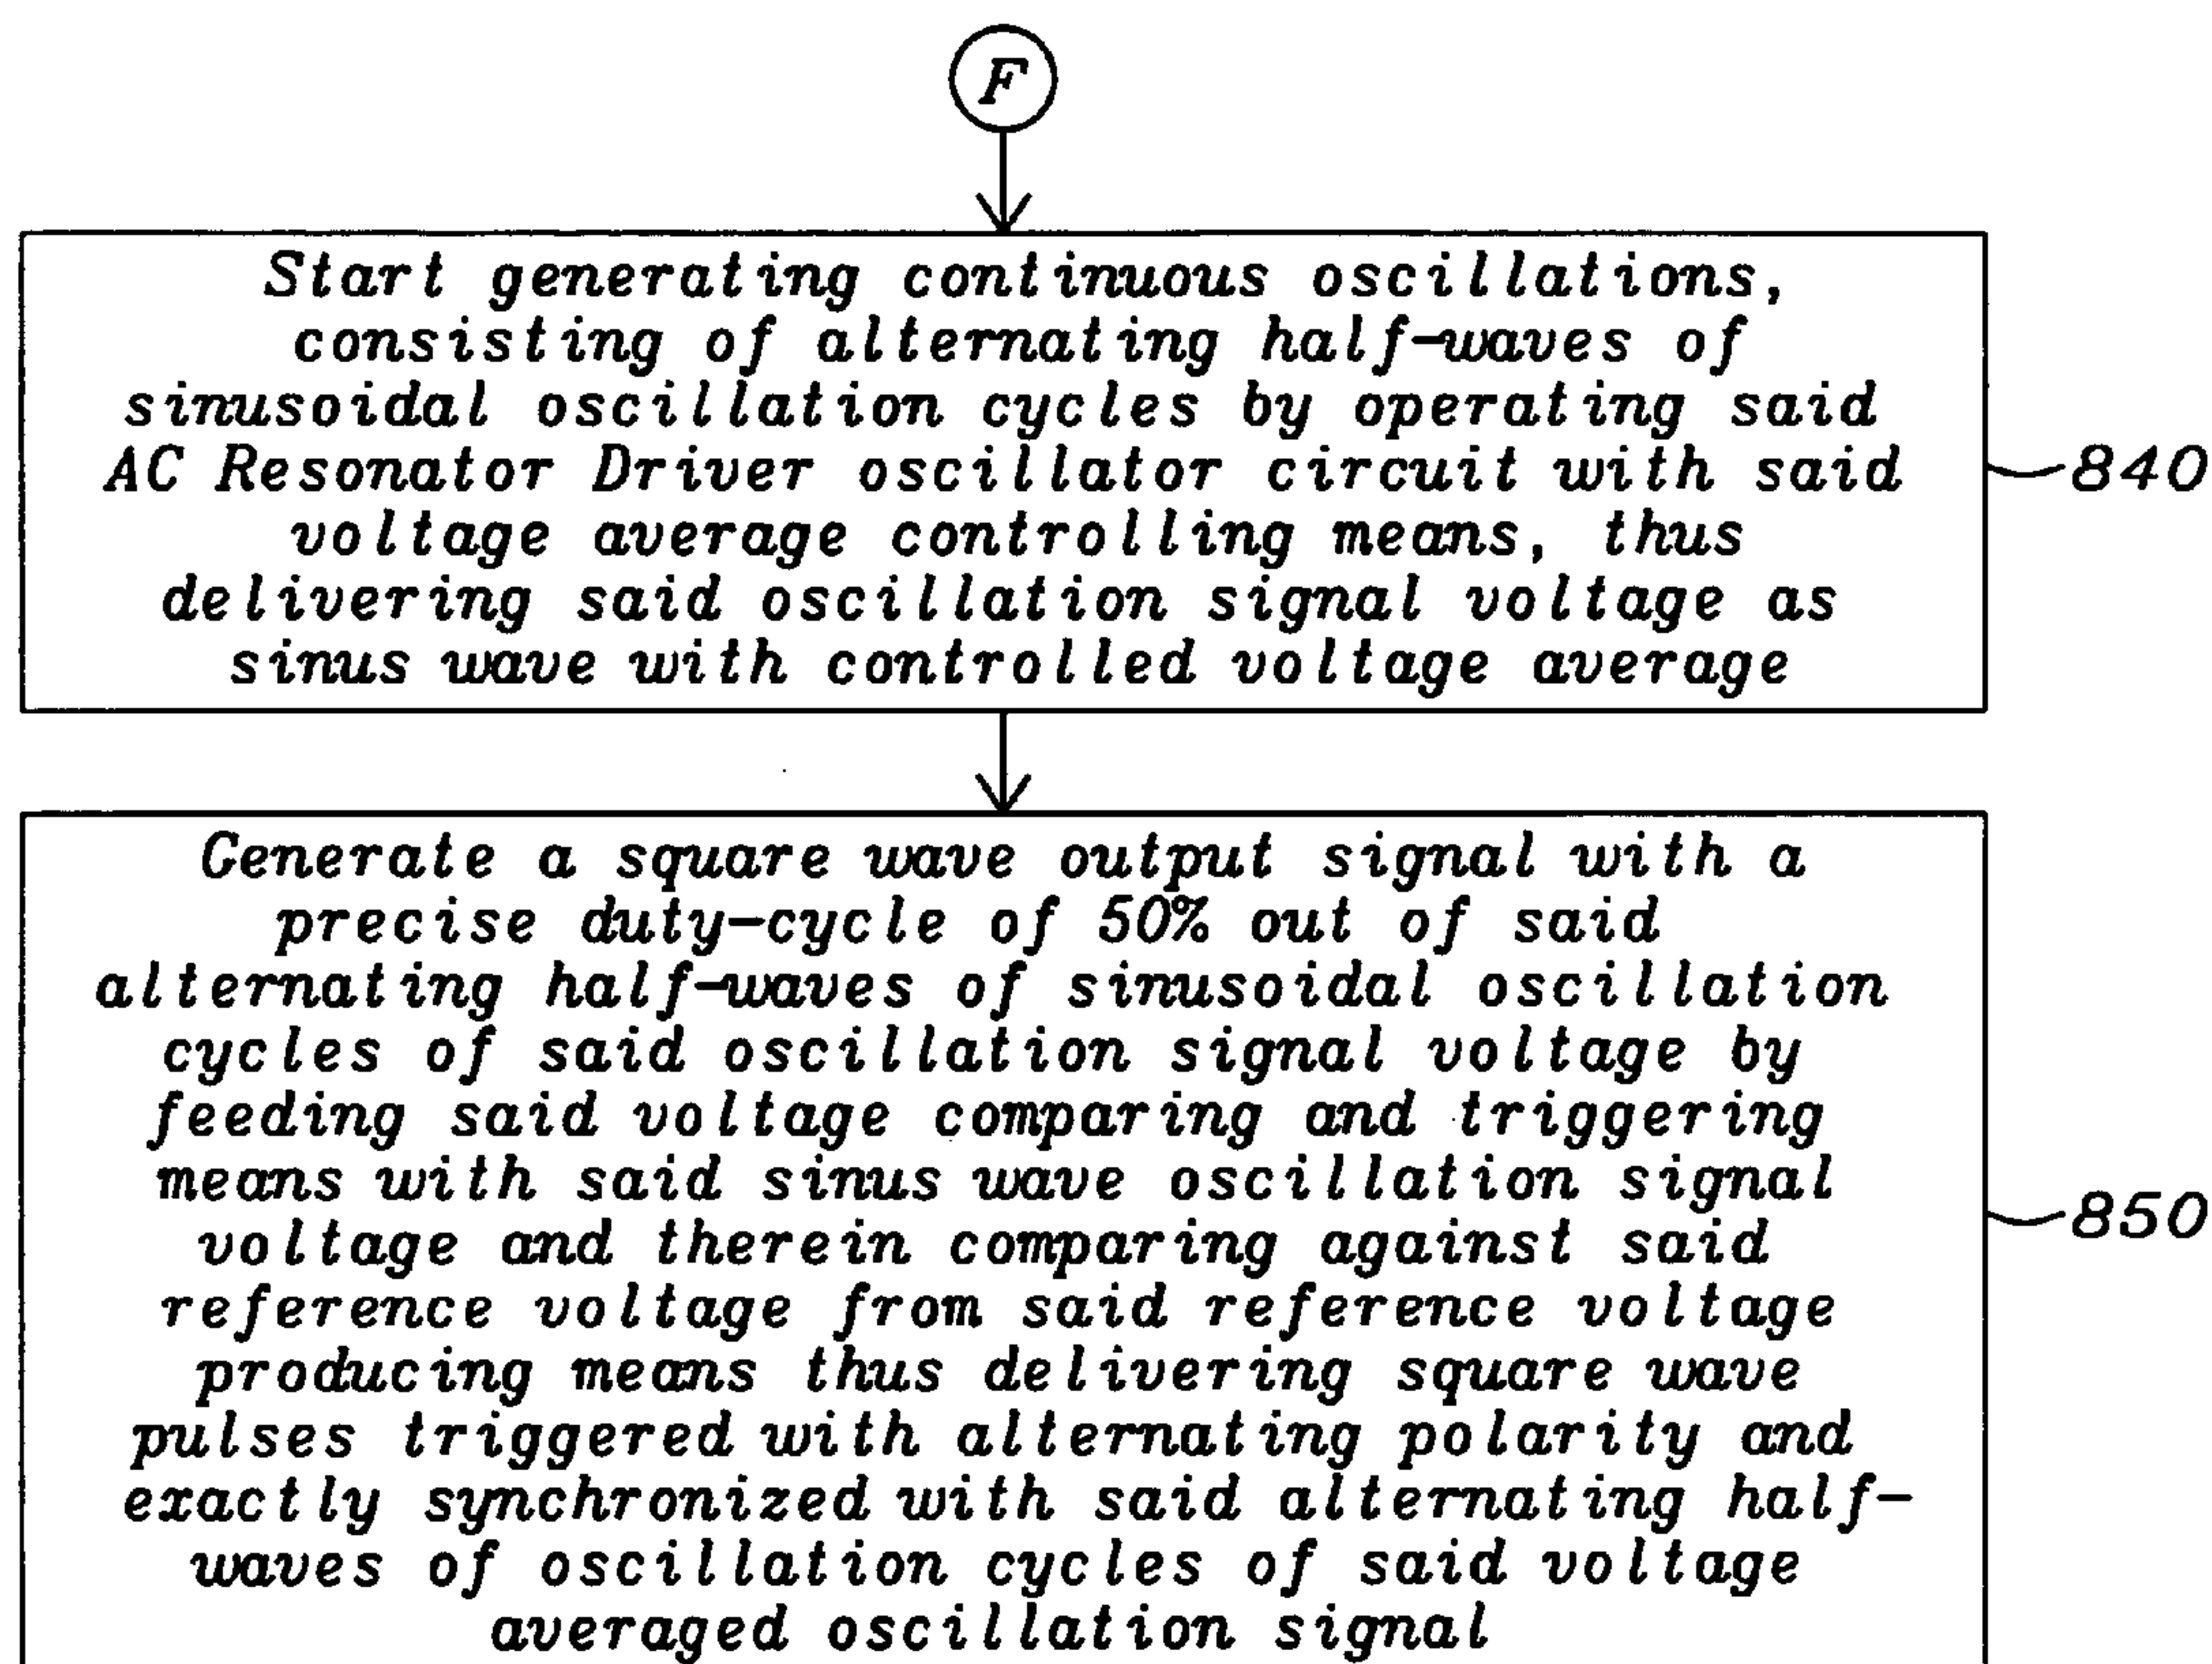 F
Start generating continuous oscillations,
consisting of alternating half-waves of
sinusoidal oscillation cycles by operating said
AC Resonator Driver oscillator circuit with said
voltage average controlling means, thus
delivering said oscillation signal voltage as
sinus wave with controlled voltage average
840
Generate a square wave output signal with a
precise duty-cycle of 50% out of said
alternating half-waves of sinusoidal oscillation
cycles of said oscillation signal voltage by
feeding said voltage comparing and triggering
means with said sinus wave oscillation signal
voltage and therein comparing against said
reference voltage from said reference voltage
producing means thus delivering square wave
pulses triggered with alternating polarity and
exactly synchronized with said alternating half-
waves of oscillation cycles of said voltage
averaged oscillation signal
850